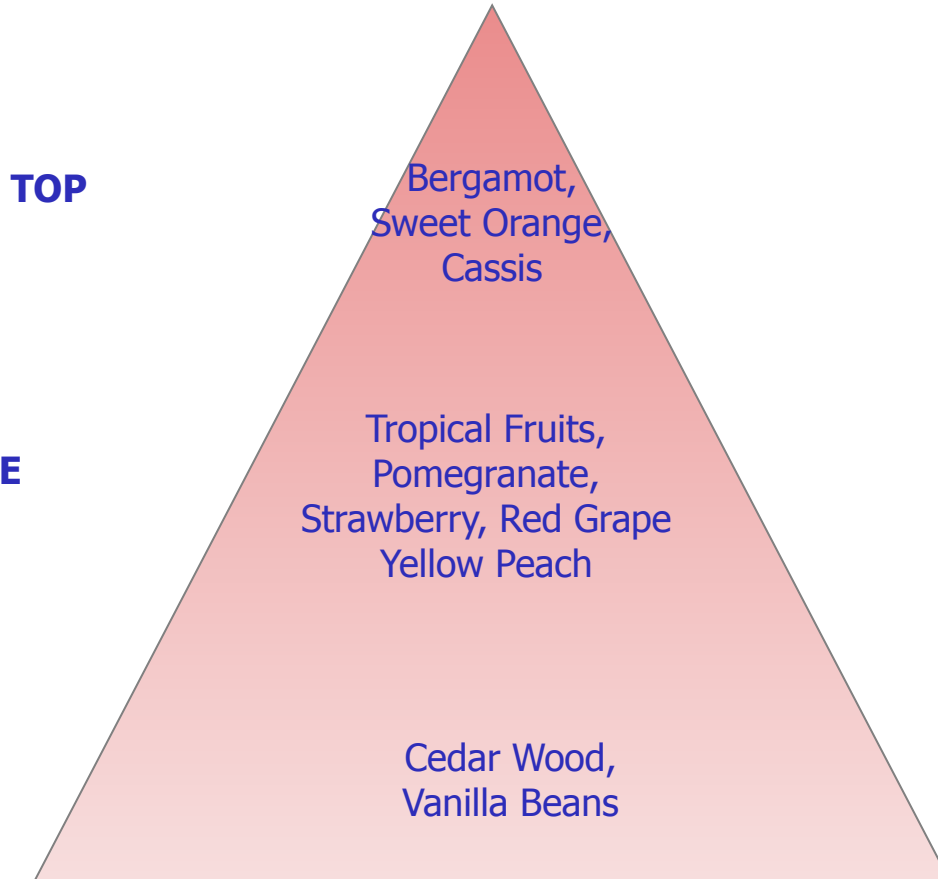 TOP
Bergamot,
Sweet Orange,
Cassis
E
Tropical Fruits,
Pomegranate,
Strawberry, Red Grape
Yellow Peach
Cedar Wood,
Vanilla Beans